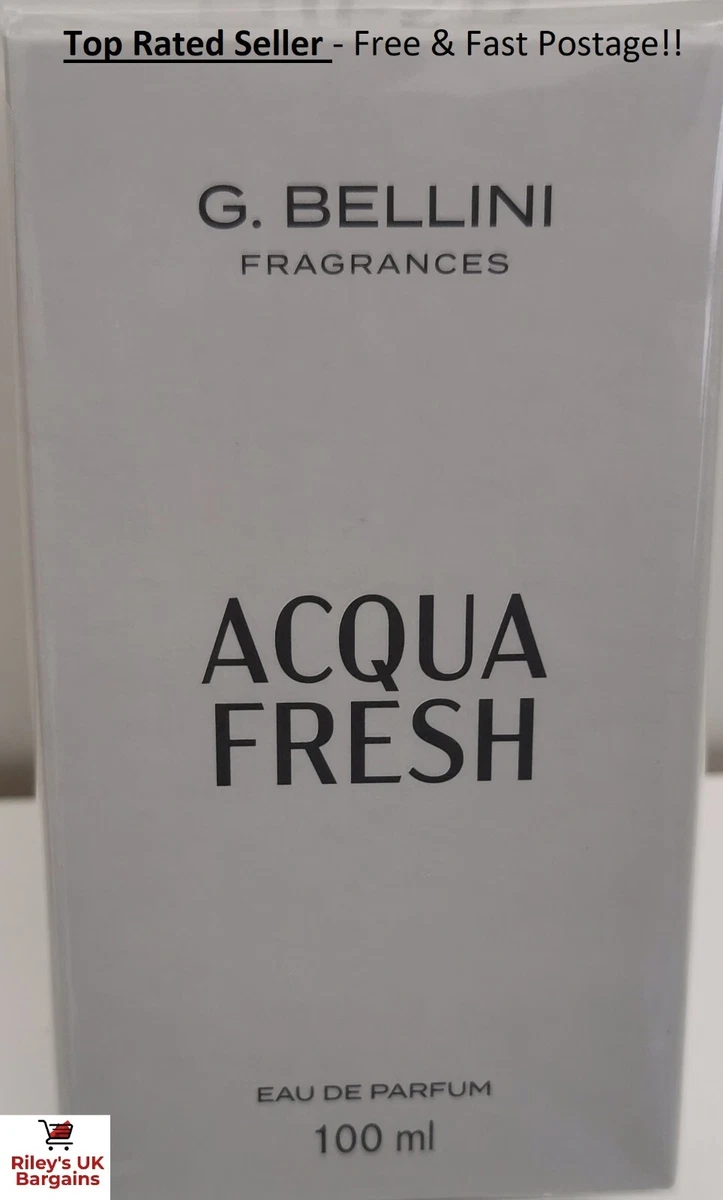 Top Rated Seller - Free & Fast Postage!!
G. BELLINI
FRAGRANCES
ACQUA
FRESH
EAU DE PARFUM
100 ml
Riley's UK
Bargains